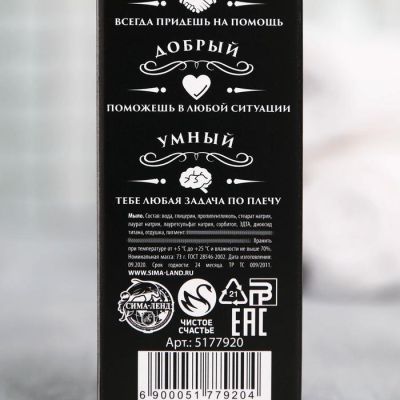 ВСЕГДА ПРИДЕШЬ НА ПОМОЩЬ
ДОБРЫЙ
ПОМОЖЕШЬ В ЛЮБОЙ СИТУАЦИИ
УМНЫЙ
ТЕБЕ ЛЮБАЯ ЗАДАЧА ПО ПЛЕЧУ
Мыло. Состав: вода, глицерин, пропиленгликоль, стеарат натрия,
лаурат натрия, лауретсульфат натрия, сорбитол, ЭДТА, диоксид
титана, отдушка, пигмент.
Хранить
при температуре от +5 °С до +25 °С и влажности не выше 70%.
Номинальная масса: 73 г. ГОСТ 28546-2002. Дата изготовления:
09.2020. Срок годности: 24 месяца. ТР ТС 009/2011.
WWW.SIMA-LAND.RU
СИМА-ЛЕНД
ЧИСТОЕ
СЧАСТЬЕ
21
РР
EAC
Арт.: 5177920
6 900051 779204